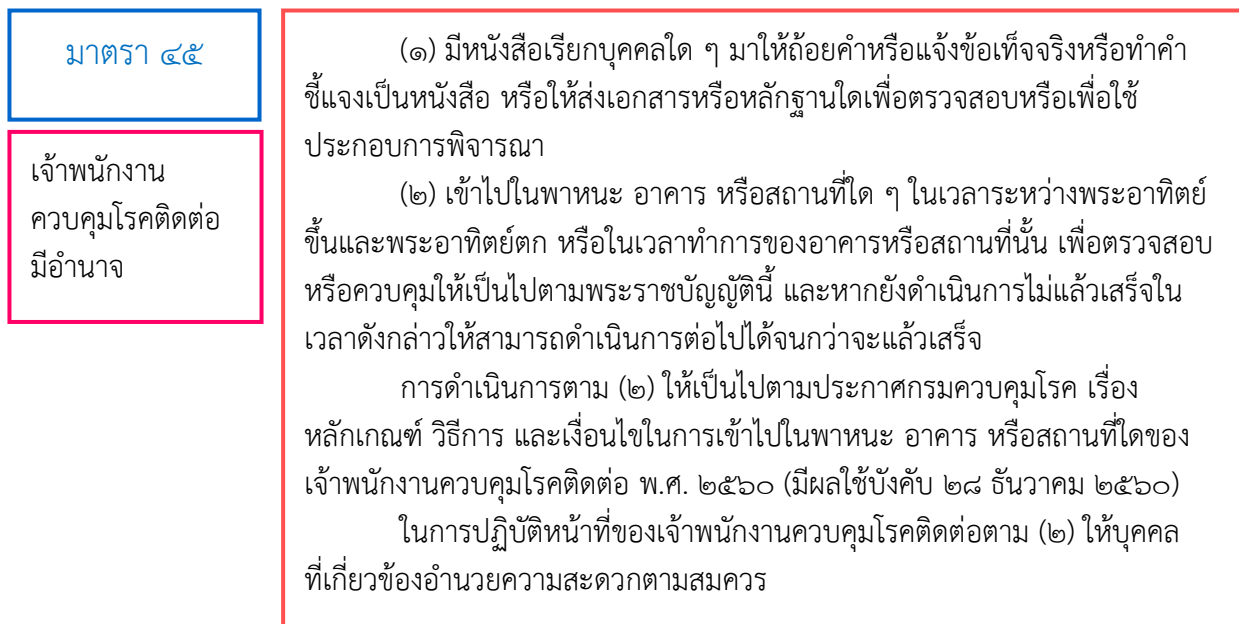 มาตรา ๔๕
เจ้าพนักงาน
ควบคุมโรคติดต่อ
มีอำนาจ
(๑) มีหนังสือเรียกบุคคลใด ๆ มาให้ถ้อยคำหรือแจ้งข้อเท็จจริงหรือทำคำ
ชี้แจงเป็นหนังสือ หรือให้ส่งเอกสารหรือหลักฐานใดเพื่อตรวจสอบหรือเพื่อใช้
ประกอบการพิจารณา
(๒) เข้าไปในพาหนะ อาคาร หรือสถานที่ใด ๆ ในเวลาระหว่างพระอาทิตย์
ขึ้นและพระอาทิตย์ตก หรือในเวลาทำการของอาคารหรือสถานที่นั้น เพื่อตรวจสอบ
หรือควบคุมให้เป็นไปตามพระราชบัญญัตินี้ และหากยังดำเนินการไม่แล้วเสร็จใน
เวลาดังกล่าวให้สามารถดำเนินการต่อไปได้จนกว่าจะแล้วเสร็จ
การดำเนินการตาม (๒) ให้เป็นไปตามประกาศกรมควบคุมโรค เรื่อง
หลักเกณฑ์ วิธีการ และเงื่อนไขในการเข้าไปในพาหนะ อาคาร หรือสถานที่ใดของ
เจ้าพนักงานควบคุมโรคติดต่อ พ.ศ. ๒๕๖๐ (มีผลใช้บังคับ ๒๘ ธันวาคม ๒๕๖๐)
ในการปฏิบัติหน้าที่ของเจ้าพนักงานควบคุมโรคติดต่อตาม (๒) ให้บุคคล
ที่เกี่ยวข้องอำนวยความสะดวกตามสมควร